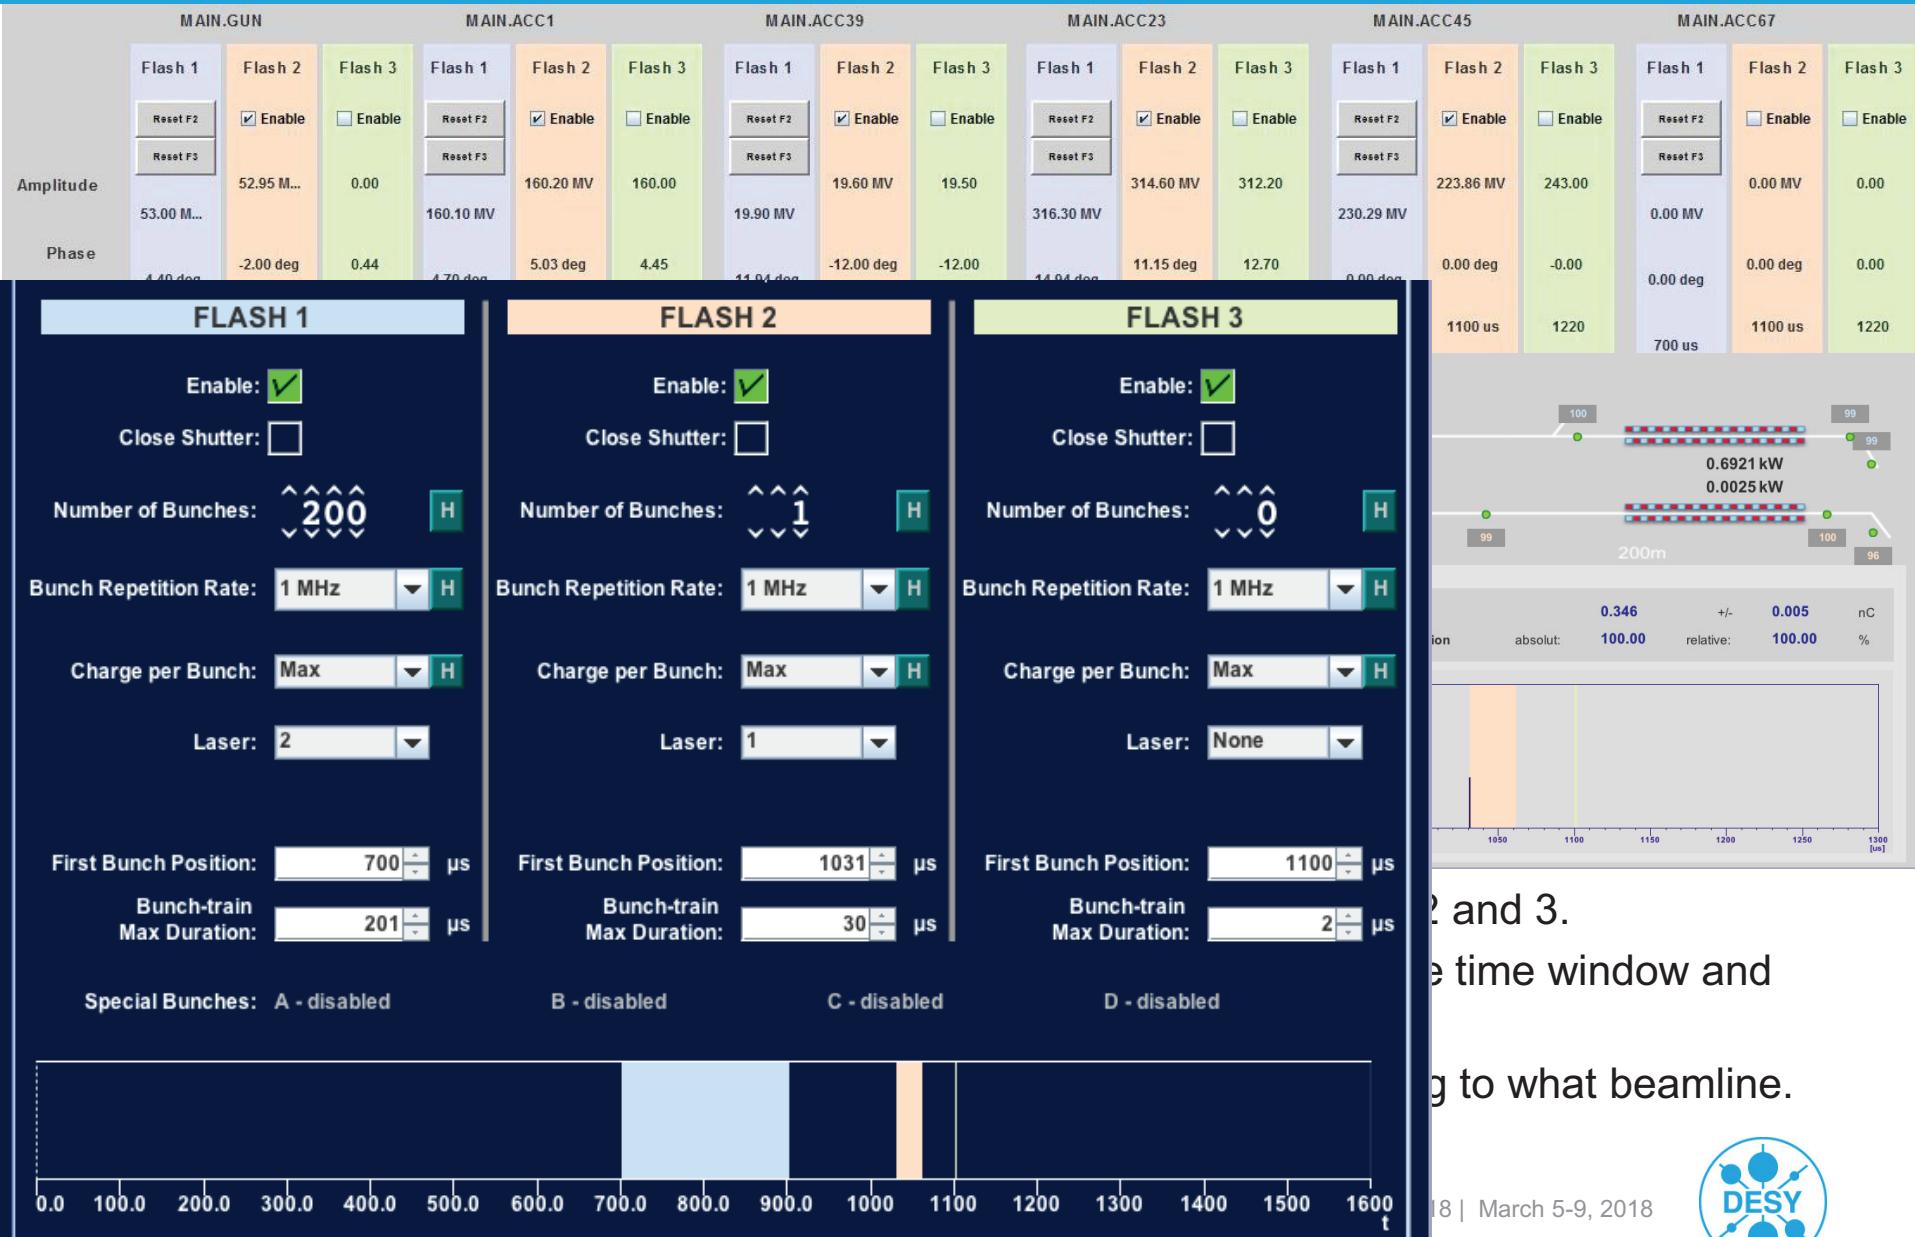 MAIN.GUN MAIN.ACC1 MAIN.ACC39 MAIN.ACC23 MAIN.ACC45 MAIN.ACC67
Flash 1 Flash 2 Flash 3 Flash 1 Flash 2 Flash 3 Flash 1 Flash 2 Flash 3 Flash 1 Flash 2 Flash 3 Flash 1 Flash 2 Flash 3 Flash 1 Flash 2 Flash 3
Reset F2 Enable Enable Reset F2 Enable Enable Reset F2 Enable Enable Reset F2 Enable Enable Reset F2 Enable Enable Reset F2 Enable Enable
Reset F3 Reset F3 Reset F3 Reset F3 Reset F3 Reset F3
Amplitude 52.95 M... 0.00 160.20 MV 160.00 19.60 MV 19.50 314.60 MV 312.20 223.86 MV 243.00 0.00 MV 0.00
53.00 M... 160.10 MV 19.90 MV 316.30 MV 230.29 MV 0.00 MV
Phase -2.00 deg 0.44 5.03 deg 4.45 -12.00 deg -12.00 11.15 deg 12.70 0.00 deg -0.00 0.00 deg 0.00
0.00 deg
1100 us 1220 1100 us 1220
700 us
FLASH 1 FLASH 2 FLASH 3
Enable: Enable: Enable:
Close Shutter: Close Shutter: Close Shutter:
Number of Bunches: 200 H Number of Bunches: 1 H Number of Bunches: 0 H
Bunch Repetition Rate: 1 MHz H Bunch Repetition Rate: 1 MHz H Bunch Repetition Rate: 1 MHz H
Charge per Bunch: Max H Charge per Bunch: Max H Charge per Bunch: Max H
Laser: 2 Laser: 1 Laser: None
First Bunch Position: 700 µs First Bunch Position: 1031 µs First Bunch Position: 1100 µs
Bunch-train Bunch-train Bunch-train
Max Duration: 201 µs Max Duration: 30 µs Max Duration: 2 µs
Special Bunches: A - disabled B - disabled C - disabled D - disabled
0.0 100.0 200.0 300.0 400.0 500.0 600.0 700.0 800.0 900.0 1000 1100 1200 1300 1400 1500 1600
t
100 99
99
0.6921 kW
0.0025 kW
99 100
200m 96
0.346 +/- 0.005 nC
ion absolut: 100.00 relative: 100.00 %
1050 1100 1150 1200 1250 1300
[us]
2 and 3.
e time window and
g to what beamline.
18 | March 5-9, 2018
DESY